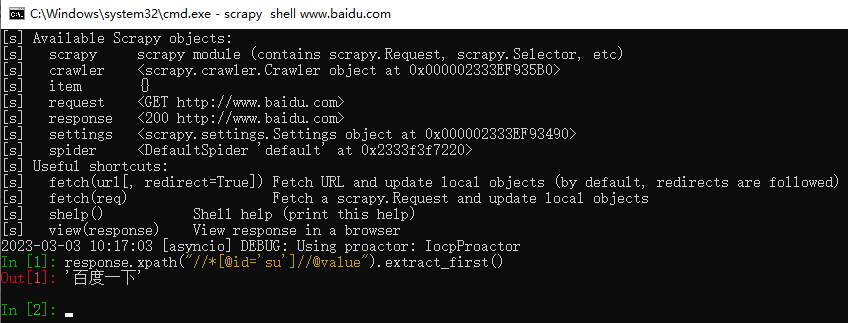 C:\Windows\system32\cmd.exe - scrapy  shell www.baidu.com
[s] Available Scrapy objects:
[s]   scrapy     scrapy module (contains scrapy.Request, scrapy.Selector, etc)
[s]   crawler    <scrapy.crawler.Crawler object at 0x000002333EF935B0>
[s]   item       {}
[s]   request    <GET http://www.baidu.com>
[s]   response   <200 http://www.baidu.com>
[s]   settings   <scrapy.settings.Settings object at 0x000002333EF93490>
[s]   spider     <DefaultSpider 'default' at 0x2333f3f7220>
[s] Useful shortcuts:
[s]   fetch(url[, redirect=True]) Fetch URL and update local objects (by default, redirects are followed)
[s]   fetch(req)                  Fetch a scrapy.Request and update local objects
[s]   shelp()           Shell help (print this help)
[s]   view(response)    View response in a browser
2023-03-03 10:17:03 [asyncio] DEBUG: Using proactor: IocpProactor
In [1]: response.xpath("//*[@id='su']//@value").extract_first()
Out[1]: '百度一下'
In [2]: